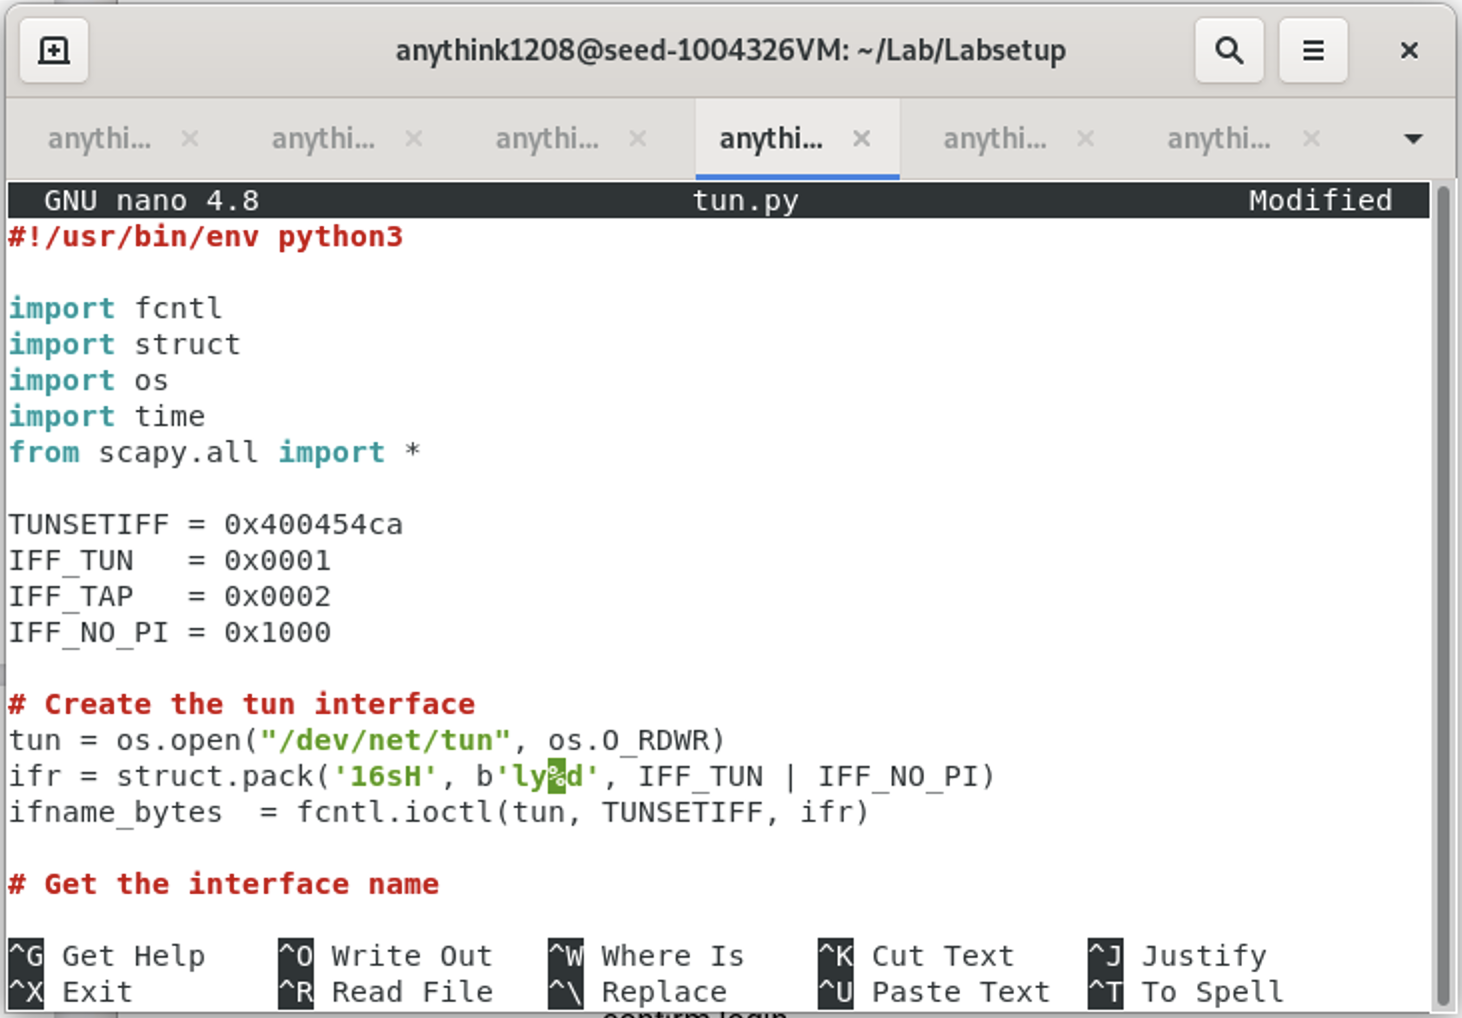 anythink1208@seed-1004326VM: ~/Lab/Labsetup
anythi... anythi... anythi... anythi... anythi... anythi...
GNU nano 4.8 tun.py Modified
#!/usr/bin/env python3
import fcntl
import struct
import os
import time
from scapy.all import *
TUNSETIFF = 0x400454ca
IFF_TUN   = 0x0001
IFF_TAP   = 0x0002
IFF_NO_PI = 0x1000
# Create the tun interface
tun = os.open("/dev/net/tun", os.O_RDWR)
ifr = struct.pack('16sH', b'ly%d', IFF_TUN | IFF_NO_PI)
ifname_bytes  = fcntl.ioctl(tun, TUNSETIFF, ifr)
# Get the interface name
^G Get Help ^O Write Out ^W Where Is ^K Cut Text ^J Justify
^X Exit ^R Read File ^\ Replace ^U Paste Text ^T To Spell